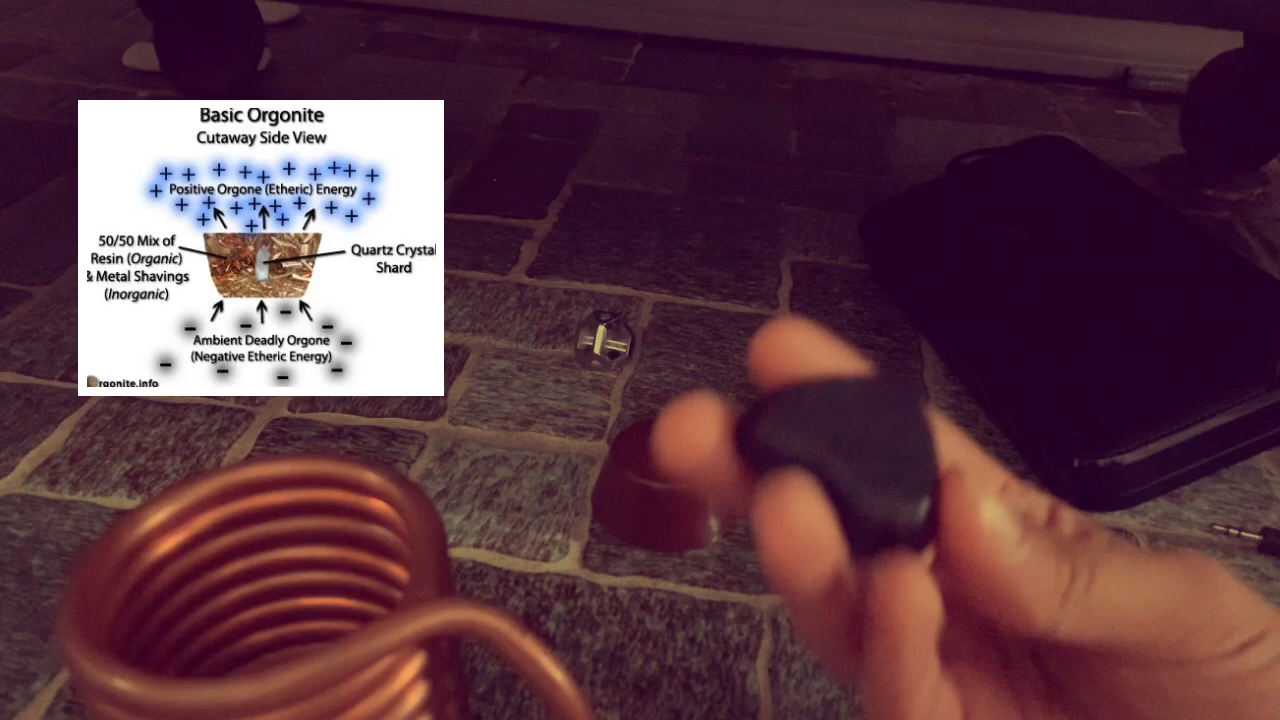 Basic Orgonite
Cutaway Side View
Positive Orgone (Etheric) Energy
50/50 Mix of
Resin (Organic)
& Metal Shavings
(Inorganic)
Quartz Crystal
Shard
Ambient Deadly Orgone
(Negative Etheric Energy)
rgonite.info